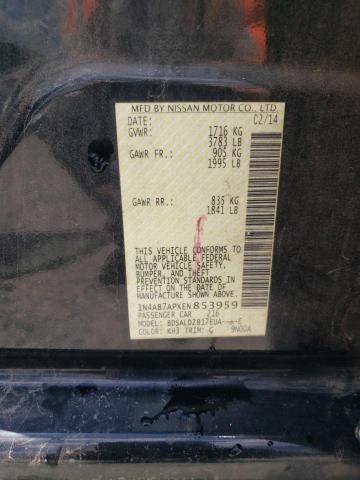 MFD BY NISSAN MOTOR CO., LTD.
DATE: 02/14
GVWR: 1716 KG
3783 LB
GAWR FR.: 905 KG
1995 LB
GAWR RR.: 835 KG
1841 LB
THIS VEHICLE CONFORMS TO
ALL APPLICABLE FEDERAL
MOTOR VEHICLE SAFETY,
BUMPER, AND THEFT
PREVENTION STANDARDS IN
EFFECT ON THE DATE OF
MANUFACTURE SHOWN ABOVE.
1N4AB7APXEN853959
PASSENGER CAR 216
MODEL: BDSALDZB17EUA E
COLOR: KH3 TRIM: G 9N00A